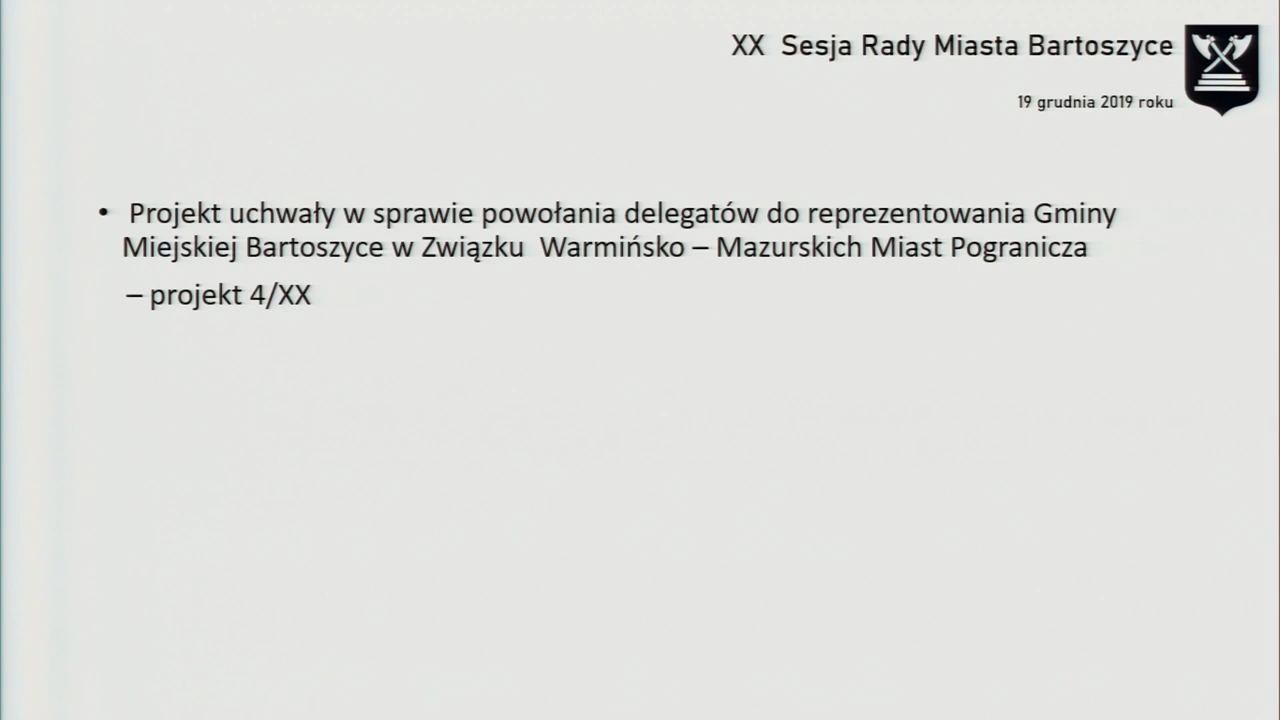 XX Sesja Rady Miasta Bartoszyce
19 grudnia 2019 roku
• Projekt uchwały w sprawie powołania delegatów do reprezentowania Gminy
Miejskiej Bartoszyce w Związku Warmińsko – Mazurskich Miast Pogranicza
– projekt 4/XX